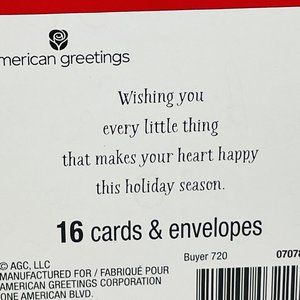 american greetings
Wishing you
every little thing
that makes your heart happy
this holiday season.
16 cards & envelopes
Buyer 720
0707
© AGC, LLC
MANUFACTURED FOR / FABRIQUÉ POUR
AMERICAN GREETINGS CORPORATION
ONE AMERICAN BLVD.